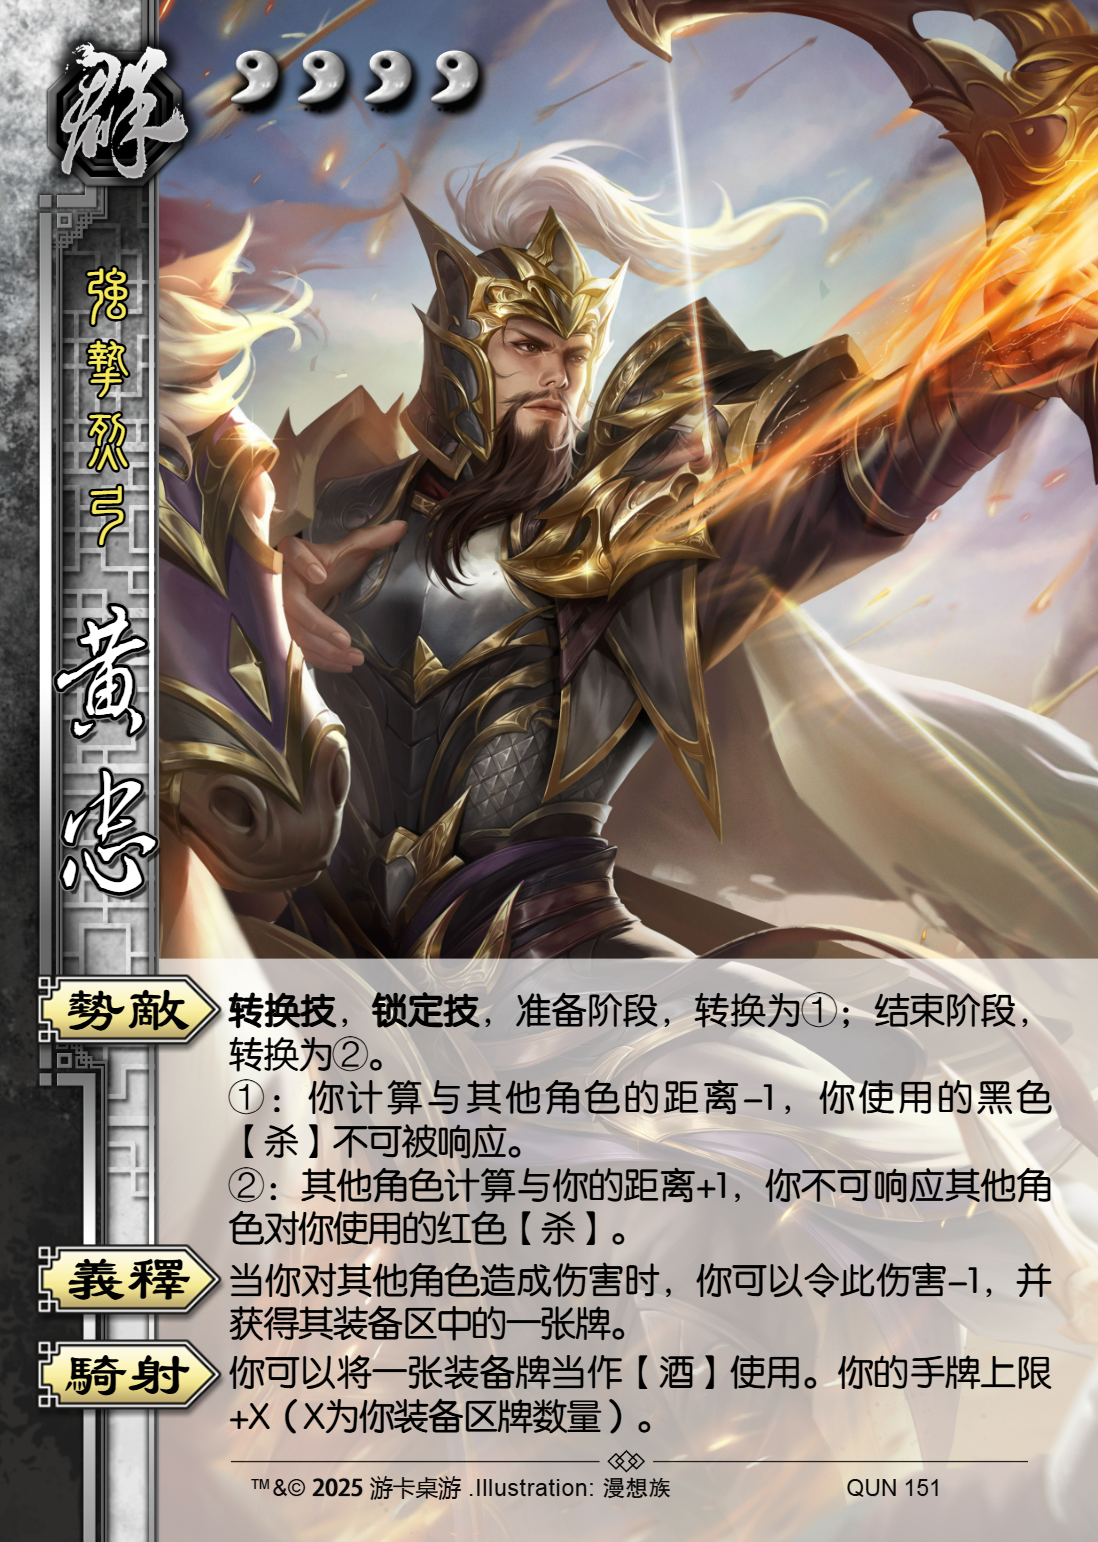 群
强摯烈弓
黄忠
勢敵
转换技，锁定技，准备阶段，转换为①；结束阶段，
转换为②。
①：你计算与其他角色的距离-1，你使用的黑色
【杀】不可被响应。
②：其他角色计算与你的距离+1，你不可响应其他角
色对你使用的红色【杀】。
義釋
当你对其他角色造成伤害时，你可以令此伤害-1，并
获得其装备区中的一张牌。
騎射
你可以将一张装备牌当作【酒】使用。你的手牌上限
+X（X为你装备区牌数量）。
™&© 2025 游卡桌游 .Illustration: 漫想族
QUN 151